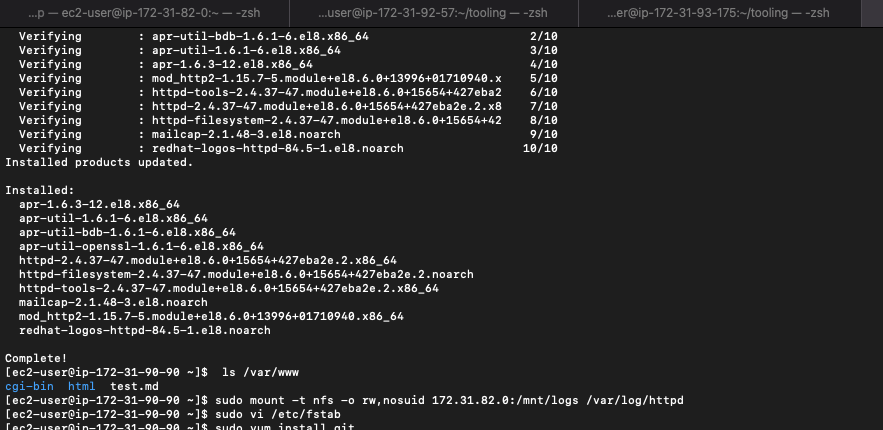 ...p — ec2-user@ip-172-31-82-0:~ — -zsh
...user@ip-172-31-92-57:~/tooling — -zsh
...er@ip-172-31-93-175:~/tooling — -zsh
Verifying : apr-util-bdb-1.6.1-6.el8.x86_64 2/10
Verifying : apr-util-1.6.1-6.el8.x86_64 3/10
Verifying : apr-1.6.3-12.el8.x86_64 4/10
Verifying : mod_http2-1.15.7-5.module+el8.6.0+13996+01710940.x 5/10
Verifying : httpd-tools-2.4.37-47.module+el8.6.0+15654+427eba2 6/10
Verifying : httpd-2.4.37-47.module+el8.6.0+15654+427eba2e.2.x8 7/10
Verifying : httpd-filesystem-2.4.37-47.module+el8.6.0+15654+42 8/10
Verifying : mailcap-2.1.48-3.el8.noarch 9/10
Verifying : redhat-logos-httpd-84.5-1.el8.noarch 10/10
Installed products updated.
Installed:
apr-1.6.3-12.el8.x86_64
apr-util-1.6.1-6.el8.x86_64
apr-util-bdb-1.6.1-6.el8.x86_64
apr-util-openssl-1.6.1-6.el8.x86_64
httpd-2.4.37-47.module+el8.6.0+15654+427eba2e.2.x86_64
httpd-filesystem-2.4.37-47.module+el8.6.0+15654+427eba2e.2.noarch
httpd-tools-2.4.37-47.module+el8.6.0+15654+427eba2e.2.x86_64
mailcap-2.1.48-3.el8.noarch
mod_http2-1.15.7-5.module+el8.6.0+13996+01710940.x86_64
redhat-logos-httpd-84.5-1.el8.noarch
Complete!
[ec2-user@ip-172-31-90-90 ~]$ ls /var/www
cgi-bin html test.md
[ec2-user@ip-172-31-90-90 ~]$ sudo mount -t nfs -o rw,nosuid 172.31.82.0:/mnt/logs /var/log/httpd
[ec2-user@ip-172-31-90-90 ~]$ sudo vi /etc/fstab
[ec2-user@ip-172-31-90-90 ~]$ sudo yum install git